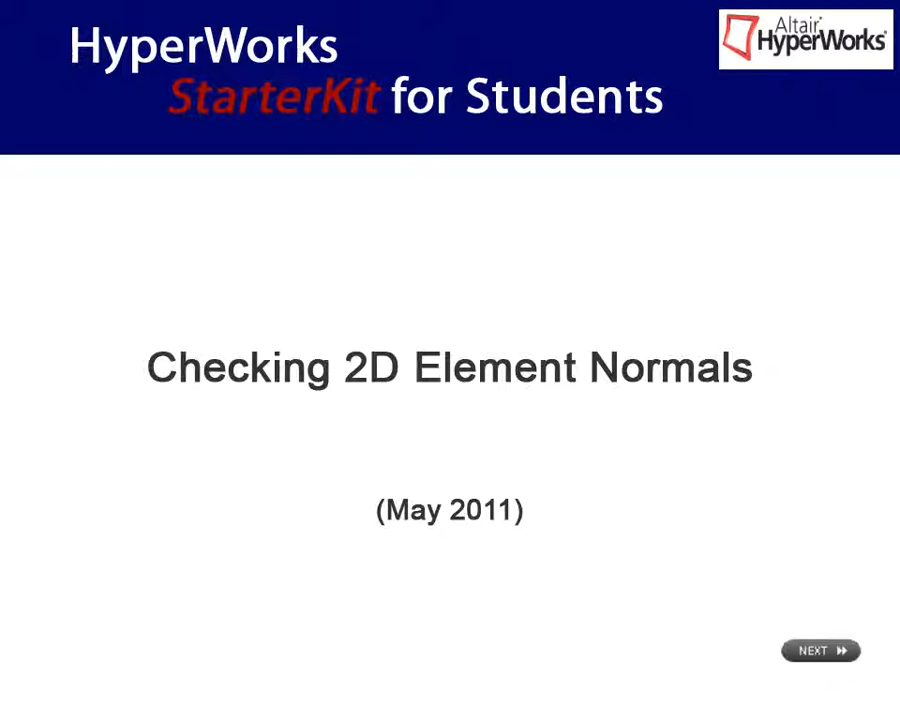 HyperWorks
StarterKit for Students
Altair®
HyperWorks®
Checking 2D Element Normals
(May 2011)
NEXT